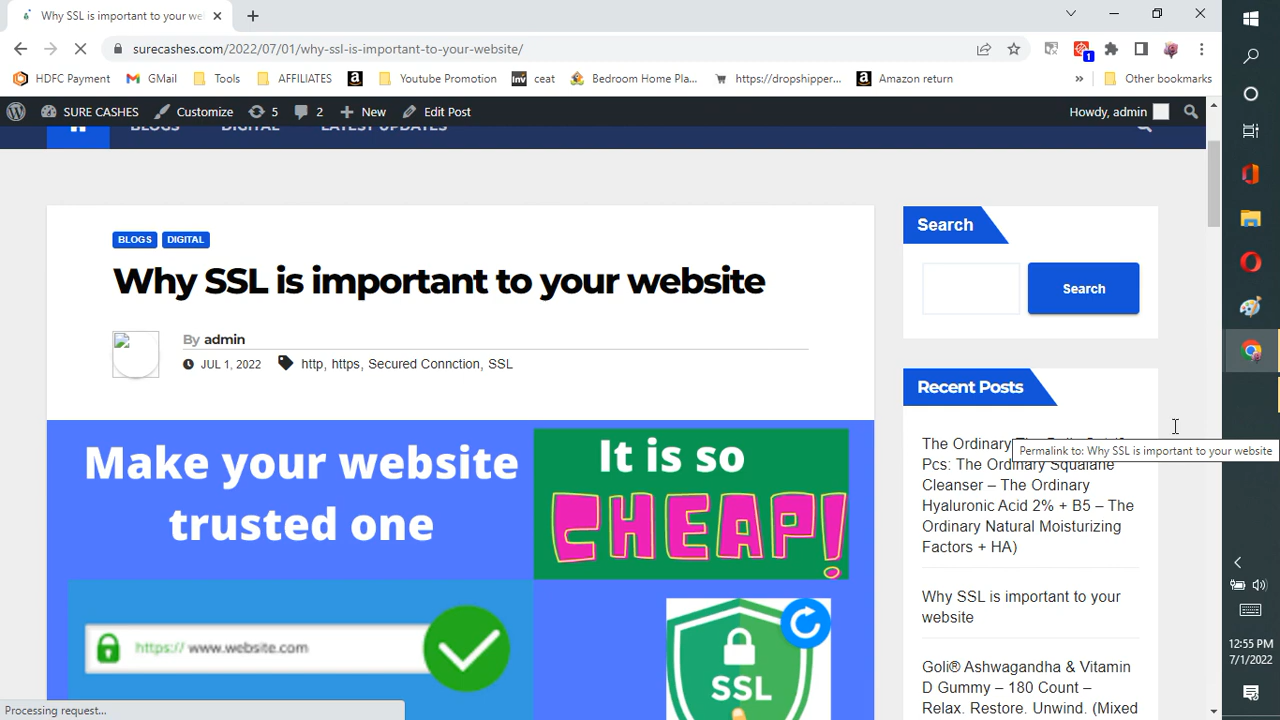 Why SSL is important to your we
surecashes.com/2022/07/01/why-ssl-is-important-to-your-website/
1
HDFC Payment
GMail
Tools
AFFILIATES
Youtube Promotion
Inv ceat
Bedroom Home Pla...
https://dropshipper...
Amazon return
»
Other bookmarks
SURE CASHES
Customize
5
2
New
Edit Post
Howdy, admin
BLOGS
DIGITAL
LATEST UPDATES
BLOGS
DIGITAL
Why SSL is important to your website
By admin
JUL 1, 2022
http, https, Secured Connction, SSL
Make your website
trusted one
It is so
CHEAP!
https:// www.website.com
SSL
Search
Search
Recent Posts
The Ordinary
Permalink to: Why SSL is important to your website
Pcs: The Ordinary Squalane
Cleanser – The Ordinary
Hyaluronic Acid 2% + B5 – The
Ordinary Natural Moisturizing
Factors + HA)
Why SSL is important to your
website
Goli® Ashwagandha & Vitamin
D Gummy – 180 Count –
Relax. Restore. Unwind. (Mixed
Processing request...
12:55 PM
7/1/2022